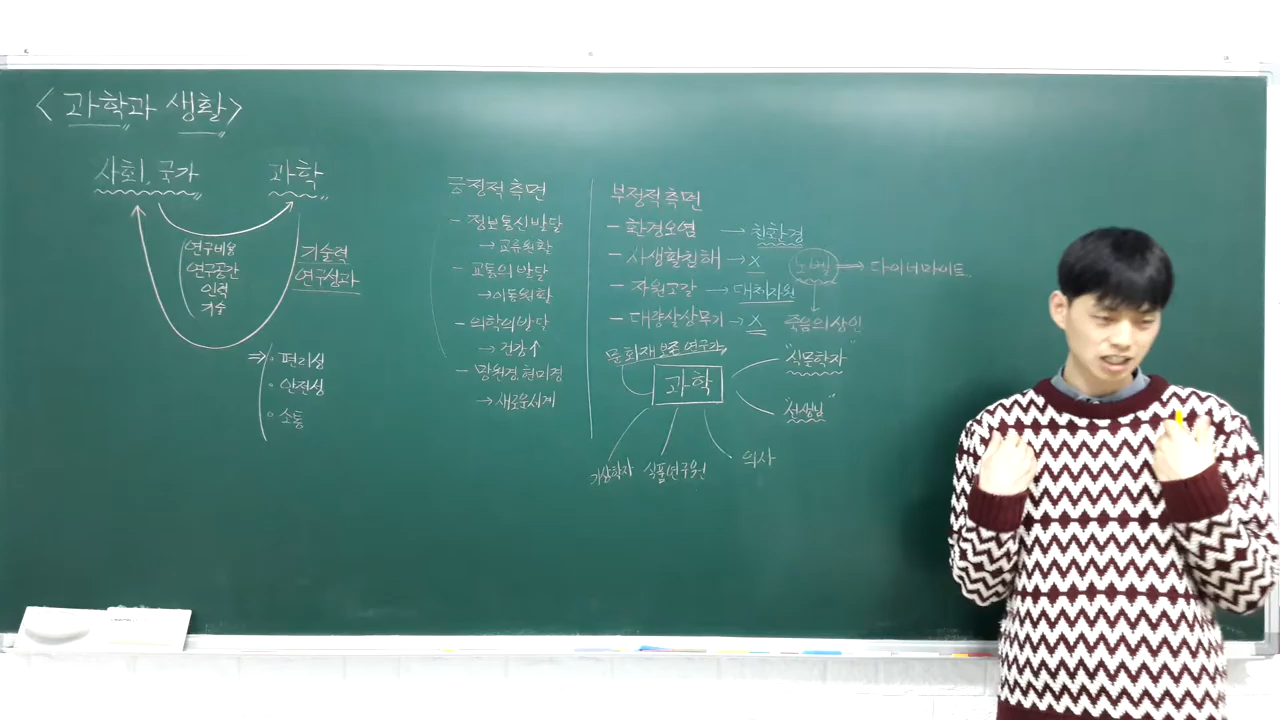 <과학과 생활>
사회, 국가
과학
연구비용
연구공간
인력
기술
기술력
연구성과
⇒ · 편리성
· 안전성
· 소통
긍정적 측면
- 정보통신발달
→ 교류원활
- 교통의 발달
→ 이동원활
- 의학의 발달
→ 건강↑
- 망원경, 현미경
→ 새로운 세계
부정적 측면
- 환경오염 → 친환경
- 사생활침해 → X
- 자원고갈 → 대체자원
- 대량살상무기 → X
노벨 ⇒ 다이너마이트.
↓
죽음의 상인
문화재 보존 연구가,
과학
"식물학자"
"선생님"
의사
식품연구원
기상학자